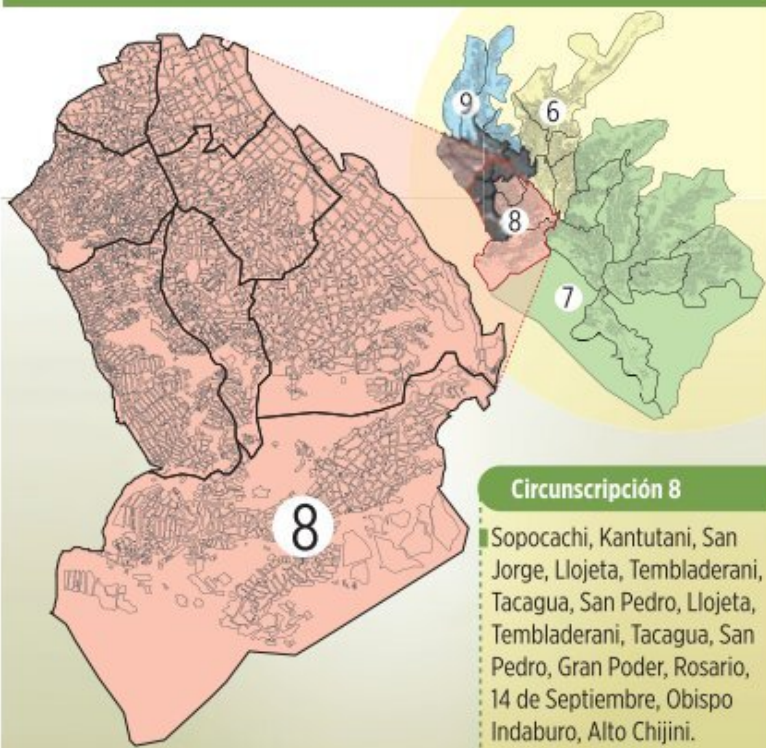 9
6
8
7
8
Circunscripción 8
Sopocachi, Kantutani, San
Jorge, Llojeta, Tembladerani,
Tacagua, San Pedro, Llojeta,
Tembladerani, Tacagua, San
Pedro, Gran Poder, Rosario,
14 de Septiembre, Obispo
Indaburo, Alto Chijini.